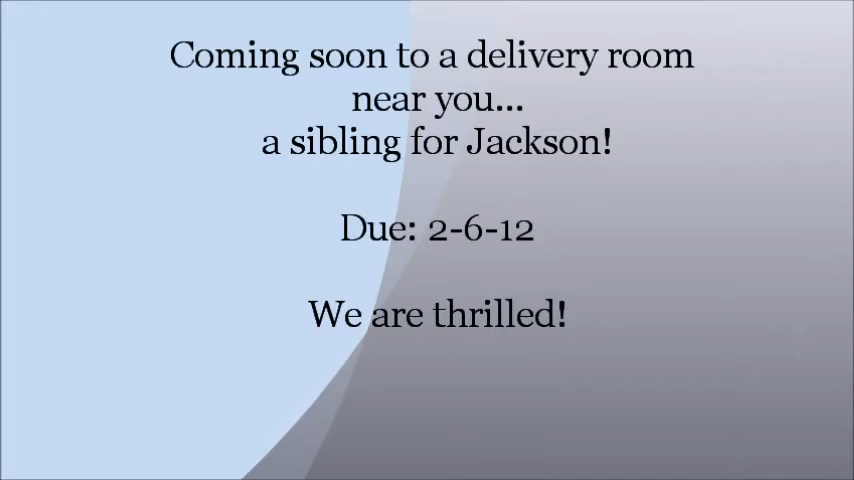 Coming soon to a delivery room
near you...
a sibling for Jackson!
Due: 2-6-12
We are thrilled!